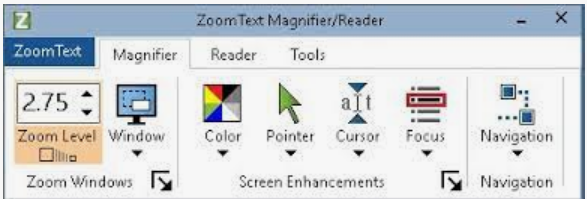 ZoomText Magnifier/Reader
ZoomText Magnifier Reader Tools
2.75
Zoom Level Window Color Pointer Cursor Focus Navigation
Zoom Windows Screen Enhancements Navigation